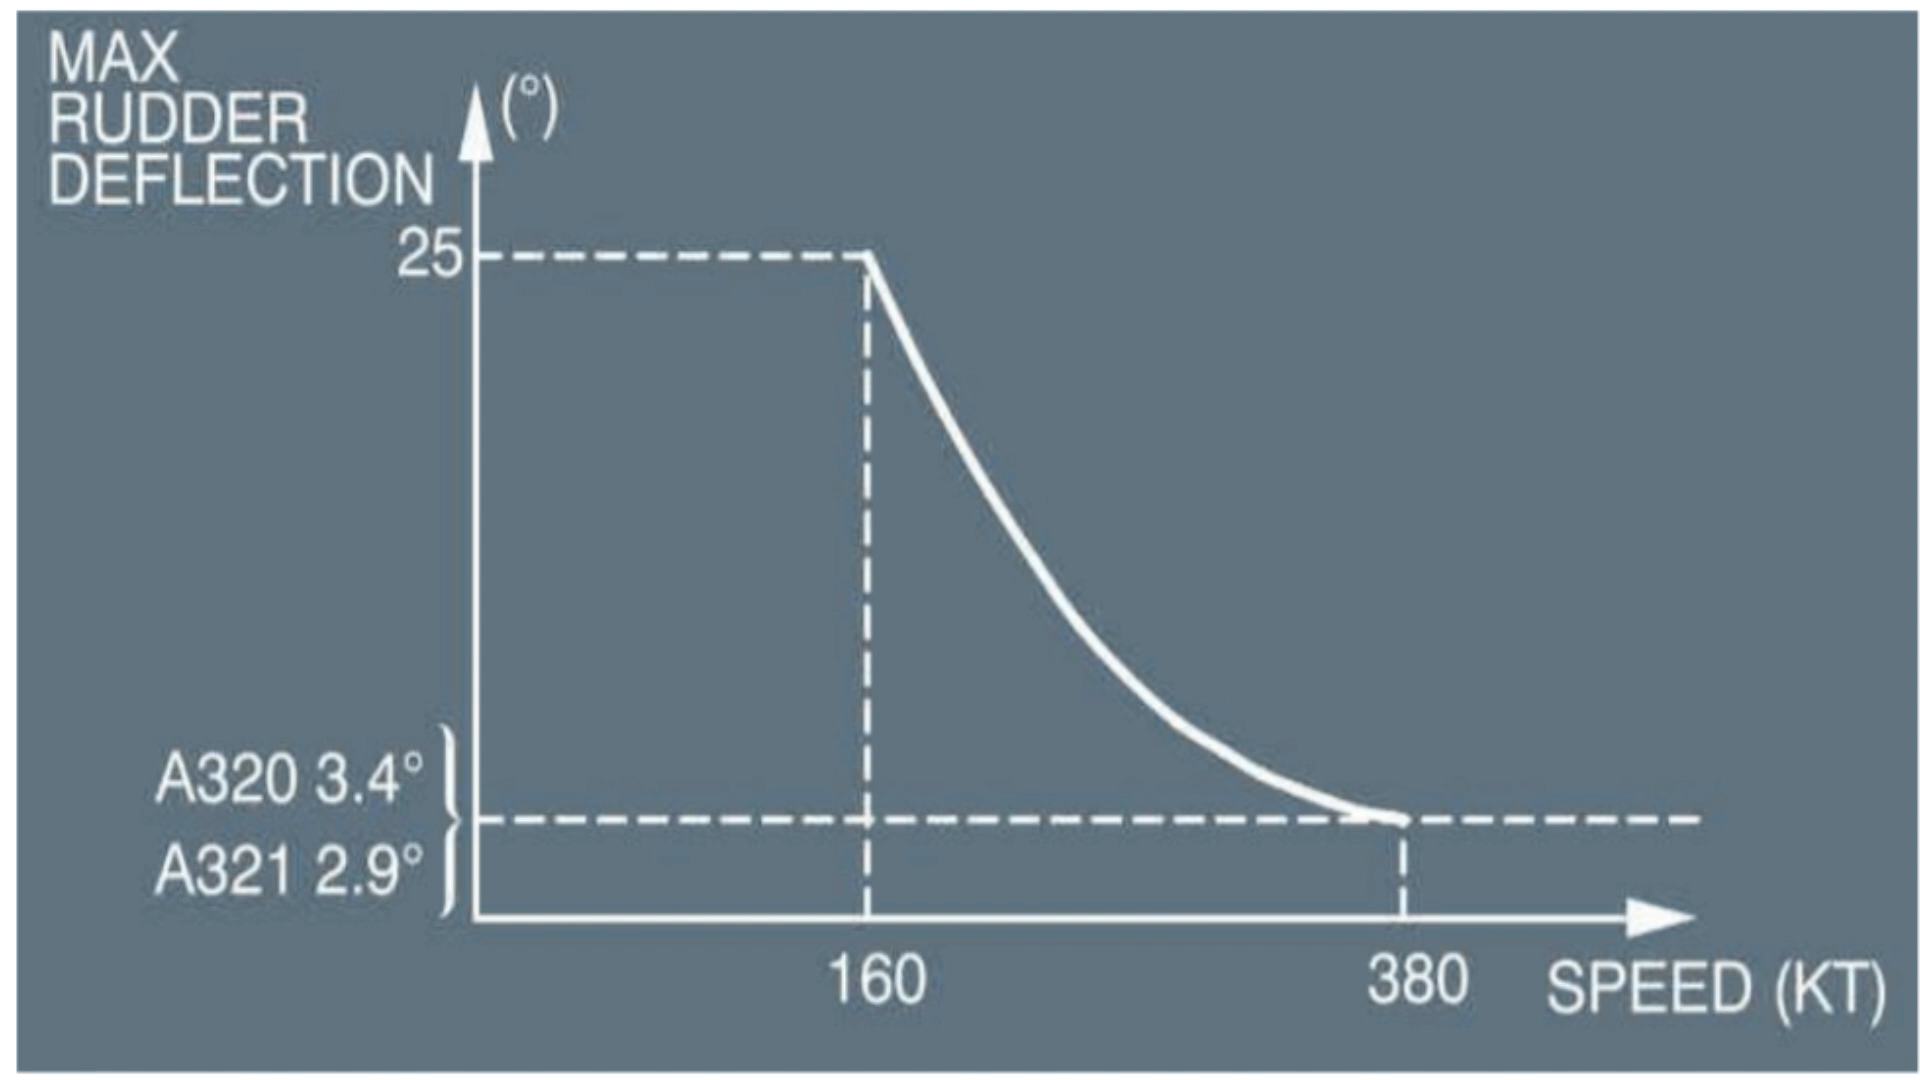 MAX
RUDDER
DEFLECTION
(°)
25
A320 3.4°
A321 2.9°
160
380
SPEED (KT)